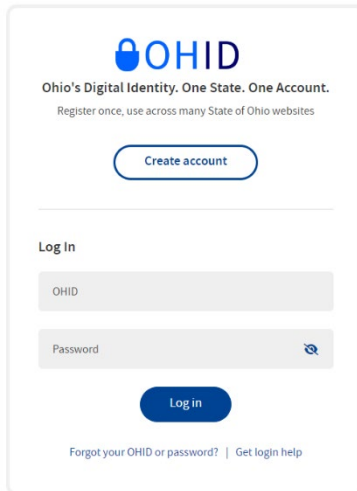 OHID
Ohio's Digital Identity. One State. One Account.
Register once, use across many State of Ohio websites
Create account
Log In
OHID
Password
Log in
Forgot your OHID or password? | Get login help